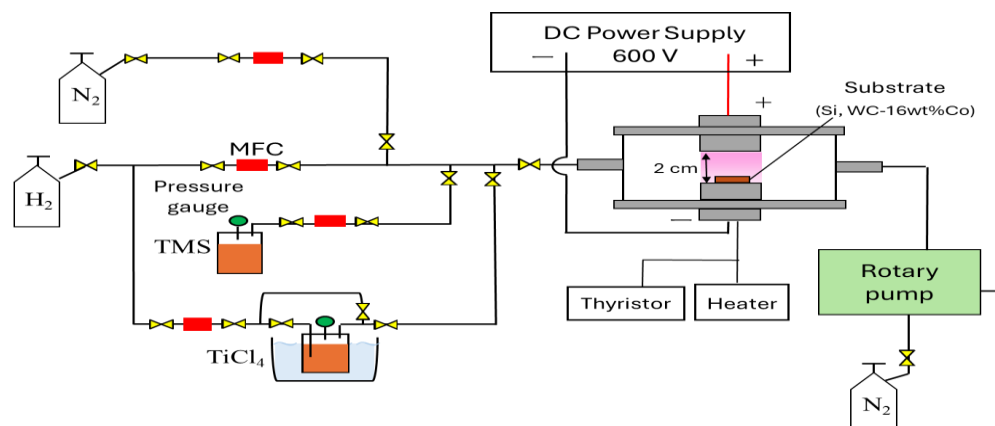 DC Power Supply
600 V
— +
N₂
Substrate
(Si, WC-16wt%Co)
+
MFC
2 cm
H₂
Pressure
gauge
TMS
—
Rotary
pump
Thyristor
Heater
TiCl₄
N₂